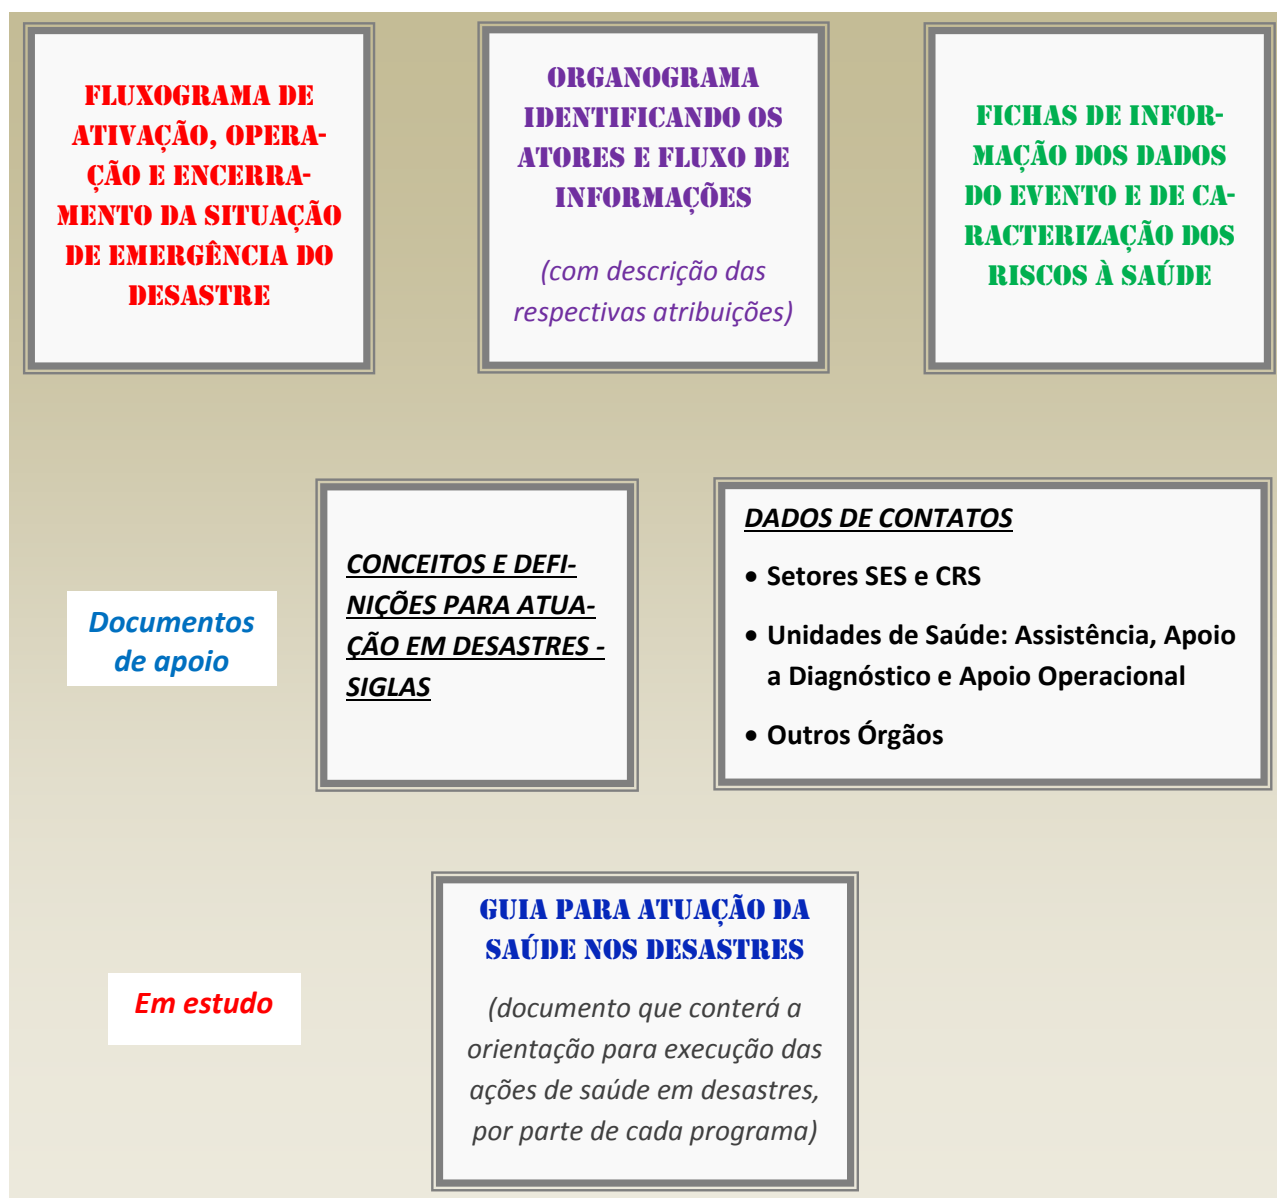 FLUXOGRAMA DE
ATIVAÇÃO, OPERA-
ÇÃO E ENCERRA-
MENTO DA SITUAÇÃO
DE EMERGÊNCIA DO
DESASTRE
ORGANOGRAMA
IDENTIFICANDO OS
ATORES E FLUXO DE
INFORMAÇÕES
(com descrição das
respectivas atribuições)
FICHAS DE INFOR-
MAÇÃO DOS DADOS
DO EVENTO E DE CA-
RACTERIZAÇÃO DOS
RISCOS À SAÚDE
Documentos
de apoio
CONCEITOS E DEFI-
NIÇÕES PARA ATUA-
ÇÃO EM DESASTRES -
SIGLAS
DADOS DE CONTATOS
• Setores SES e CRS
• Unidades de Saúde: Assistência, Apoio
a Diagnóstico e Apoio Operacional
• Outros Órgãos
Em estudo
GUIA PARA ATUAÇÃO DA
SAÚDE NOS DESASTRES
(documento que conterá a
orientação para execução das
ações de saúde em desastres,
por parte de cada programa)